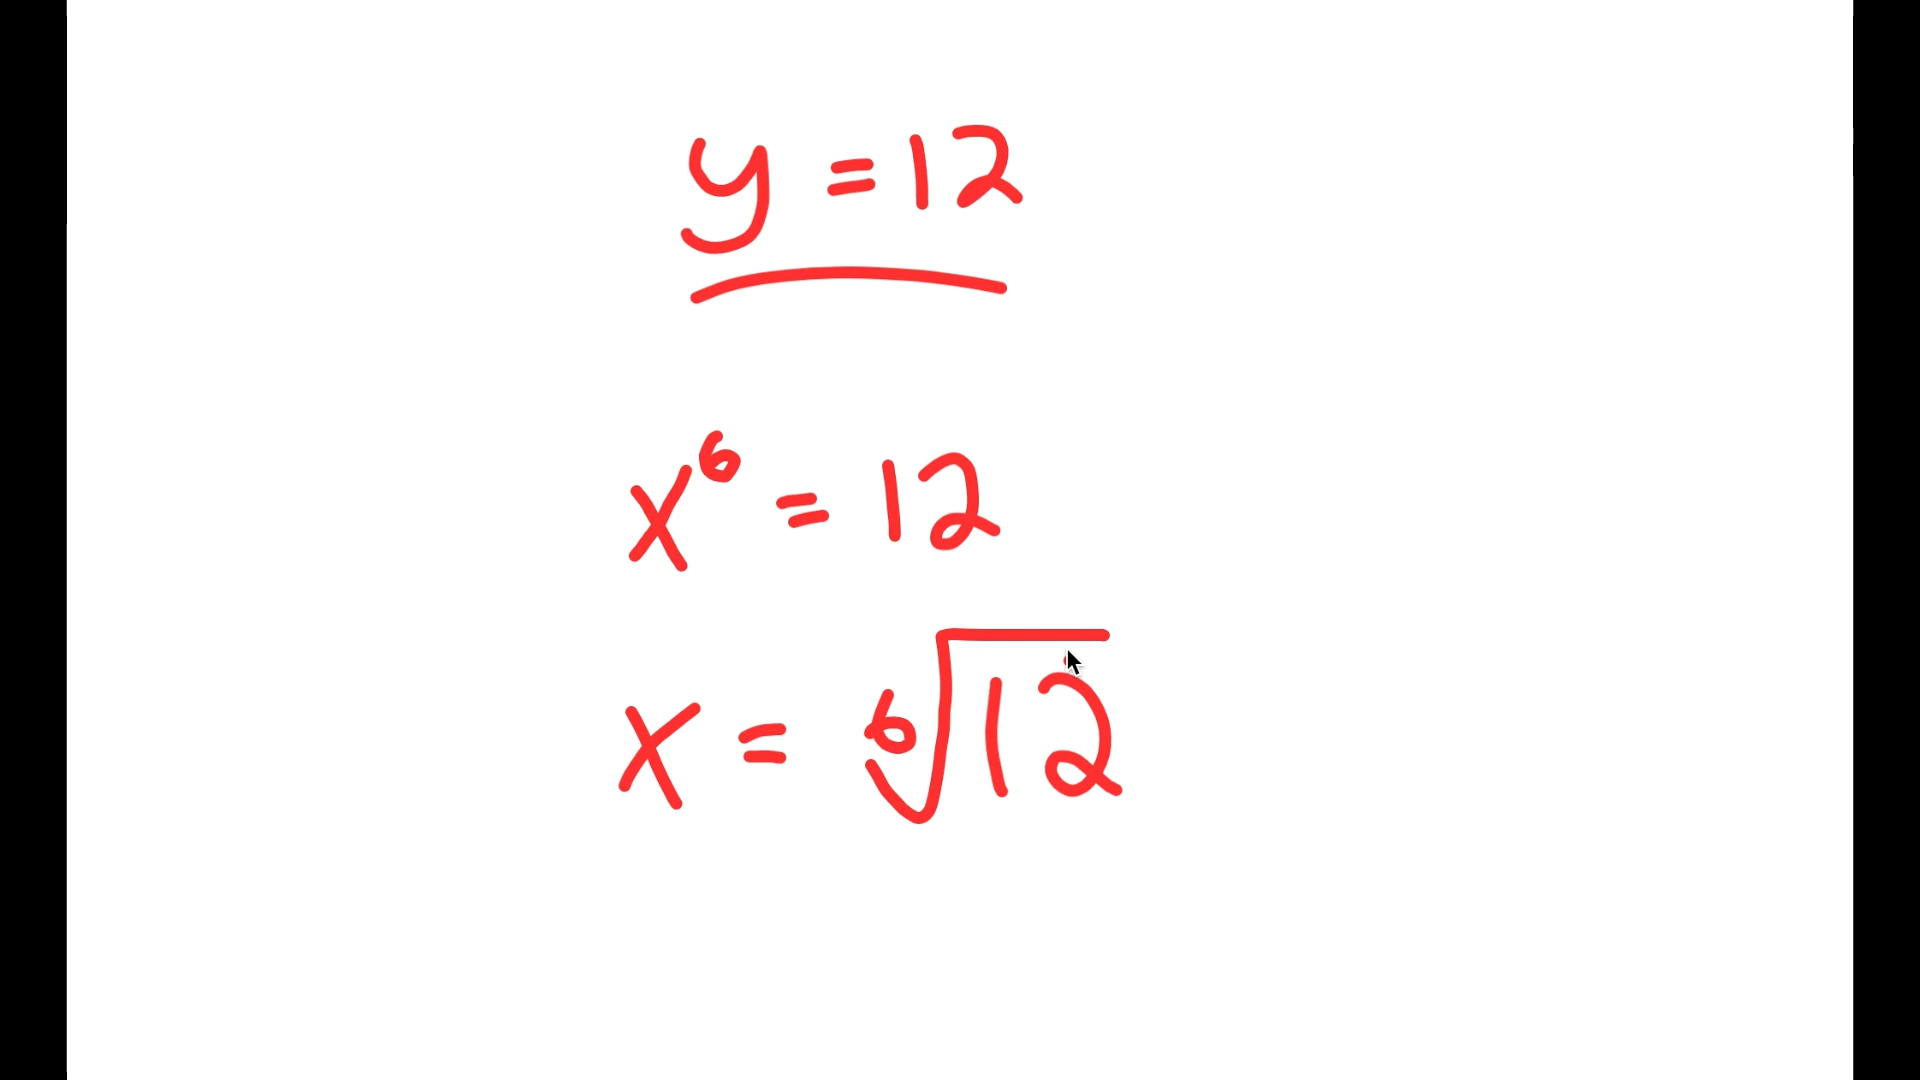 y = 12
x⁶ = 12
x = ⁶√12